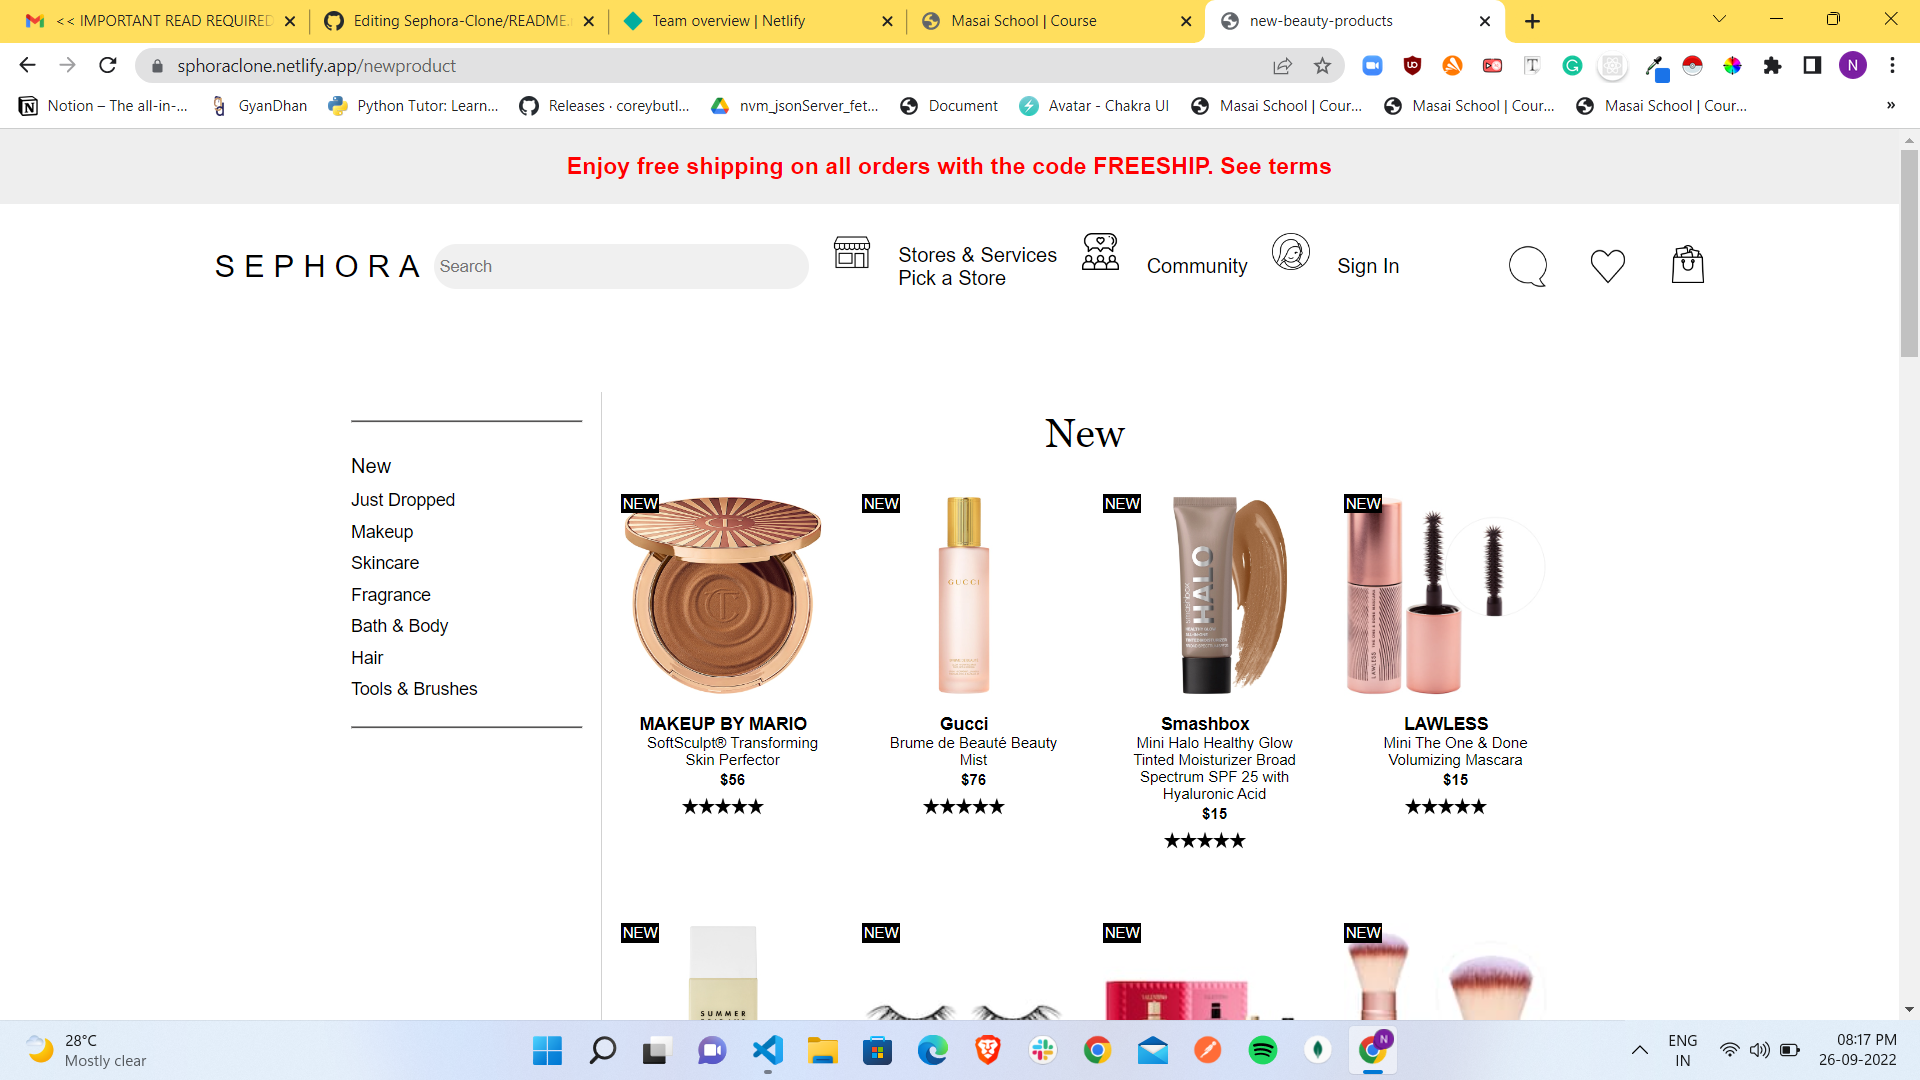 << IMPORTANT READ REQUIRED
Editing Sephora-Clone/README.
Team overview | Netlify
Masai School | Course
new-beauty-products
sphoraclone.netlify.app/newproduct
N
Notion – The all-in-...
GyanDhan
Python Tutor: Learn...
Releases · coreybutl...
nvm_jsonServer_fet...
Document
Avatar - Chakra UI
Masai School | Cour...
Masai School | Cour...
Masai School | Cour...
»
Enjoy free shipping on all orders with the code FREESHIP. See terms
SEPHORA
Search
Stores & Services
Pick a Store
Community
Sign In
New
Just Dropped
Makeup
Skincare
Fragrance
Bath & Body
Hair
Tools & Brushes
New
NEW
NEW
GUCCI
NEW
smashbox
HALO
NEW
LAWLESS
MAKEUP BY MARIO
SoftSculpt® Transforming
Skin Perfector
$56
★★★★★
Gucci
Brume de Beauté Beauty
Mist
$76
★★★★★
Smashbox
Mini Halo Healthy Glow
Tinted Moisturizer Broad
Spectrum SPF 25 with
Hyaluronic Acid
$15
★★★★★
LAWLESS
Mini The One & Done
Volumizing Mascara
$15
★★★★★
NEW
SUMMER
NEW
NEW
VALENTINO
NEW
28°C
Mostly clear
N
ENG
IN
08:17 PM
26-09-2022